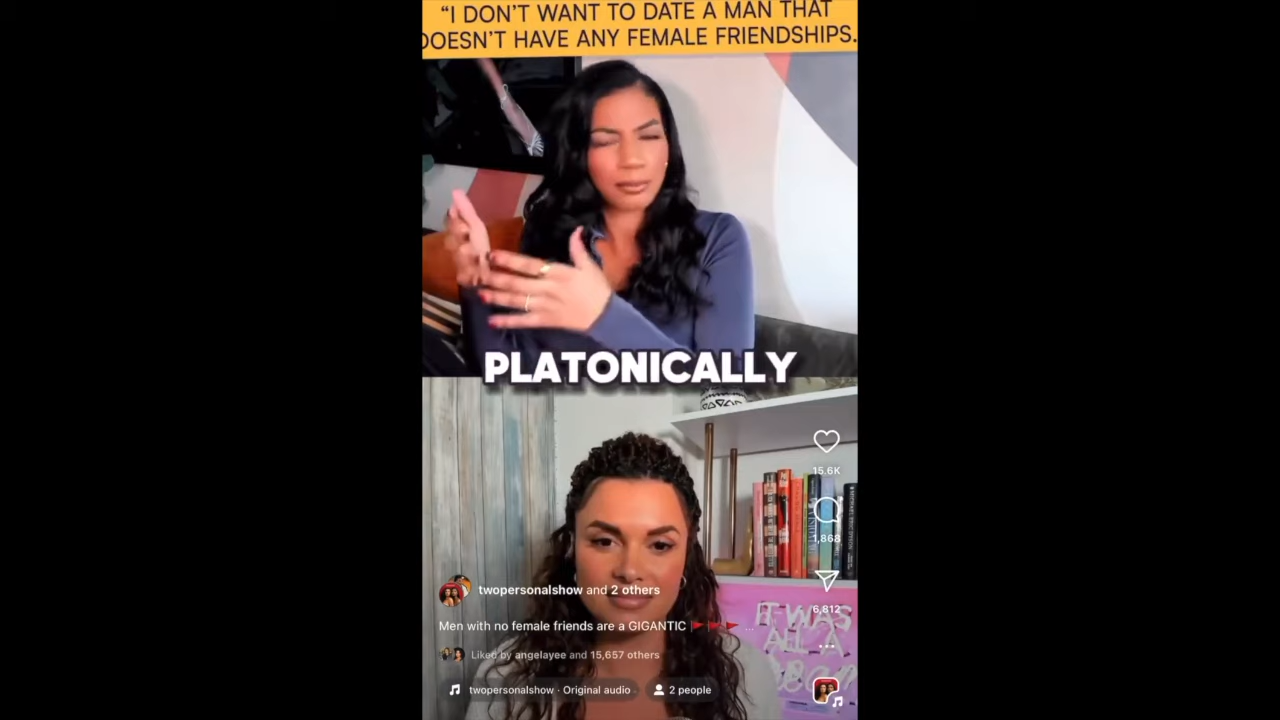 “I DON’T WANT TO DATE A MAN THAT
DOESN’T HAVE ANY FEMALE FRIENDSHIPS.
PLATONICALLY
15.6K
1,868
twopersonalshow and 2 others
6,812
Men with no female friends are a GIGANTIC 🚩🚩🚩 ...
IT WAS
ALL A
Liked by angelayee and 15,657 others
twopersonalshow · Original audio
2 people